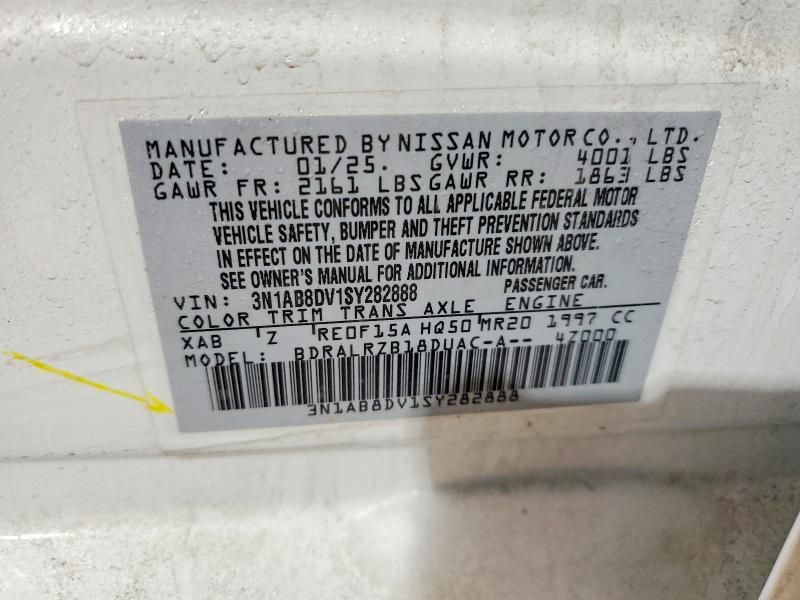 MANUFACTURED BY NISSAN MOTOR CO., LTD.
DATE: 01/25. GVWR: 4001 LBS
GAWR FR: 2161 LBS GAWR RR: 1863 LBS
THIS VEHICLE CONFORMS TO ALL APPLICABLE FEDERAL MOTOR
VEHICLE SAFETY, BUMPER AND THEFT PREVENTION STANDARDS
IN EFFECT ON THE DATE OF MANUFACTURE SHOWN ABOVE.
SEE OWNER'S MANUAL FOR ADDITIONAL INFORMATION.
VIN: 3N1AB8DV1SY282888 PASSENGER CAR.
COLOR TRIM TRANS AXLE ENGINE
XAB Z RE0F15A HQ50 MR20 1997 CC
MODEL: BDRALRZB18DUAC-A-- 4Z000
3N1AB8DV1SY282888